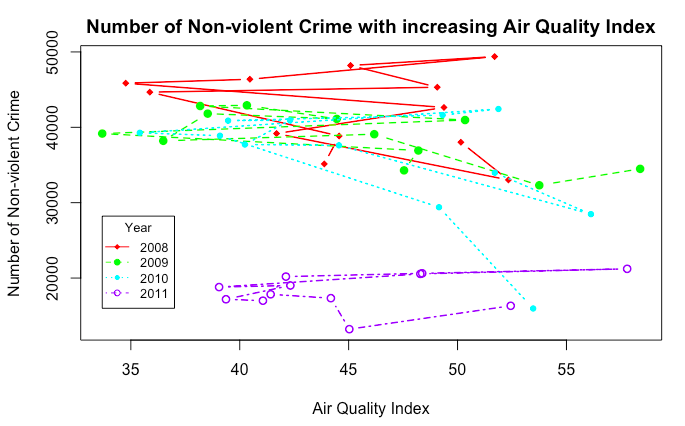 Number of Non-violent Crime with increasing Air Quality Index
Number of Non-violent Crime
50000
40000
30000
20000
Year
2008
2009
2010
2011
35 40 45 50 55
Air Quality Index